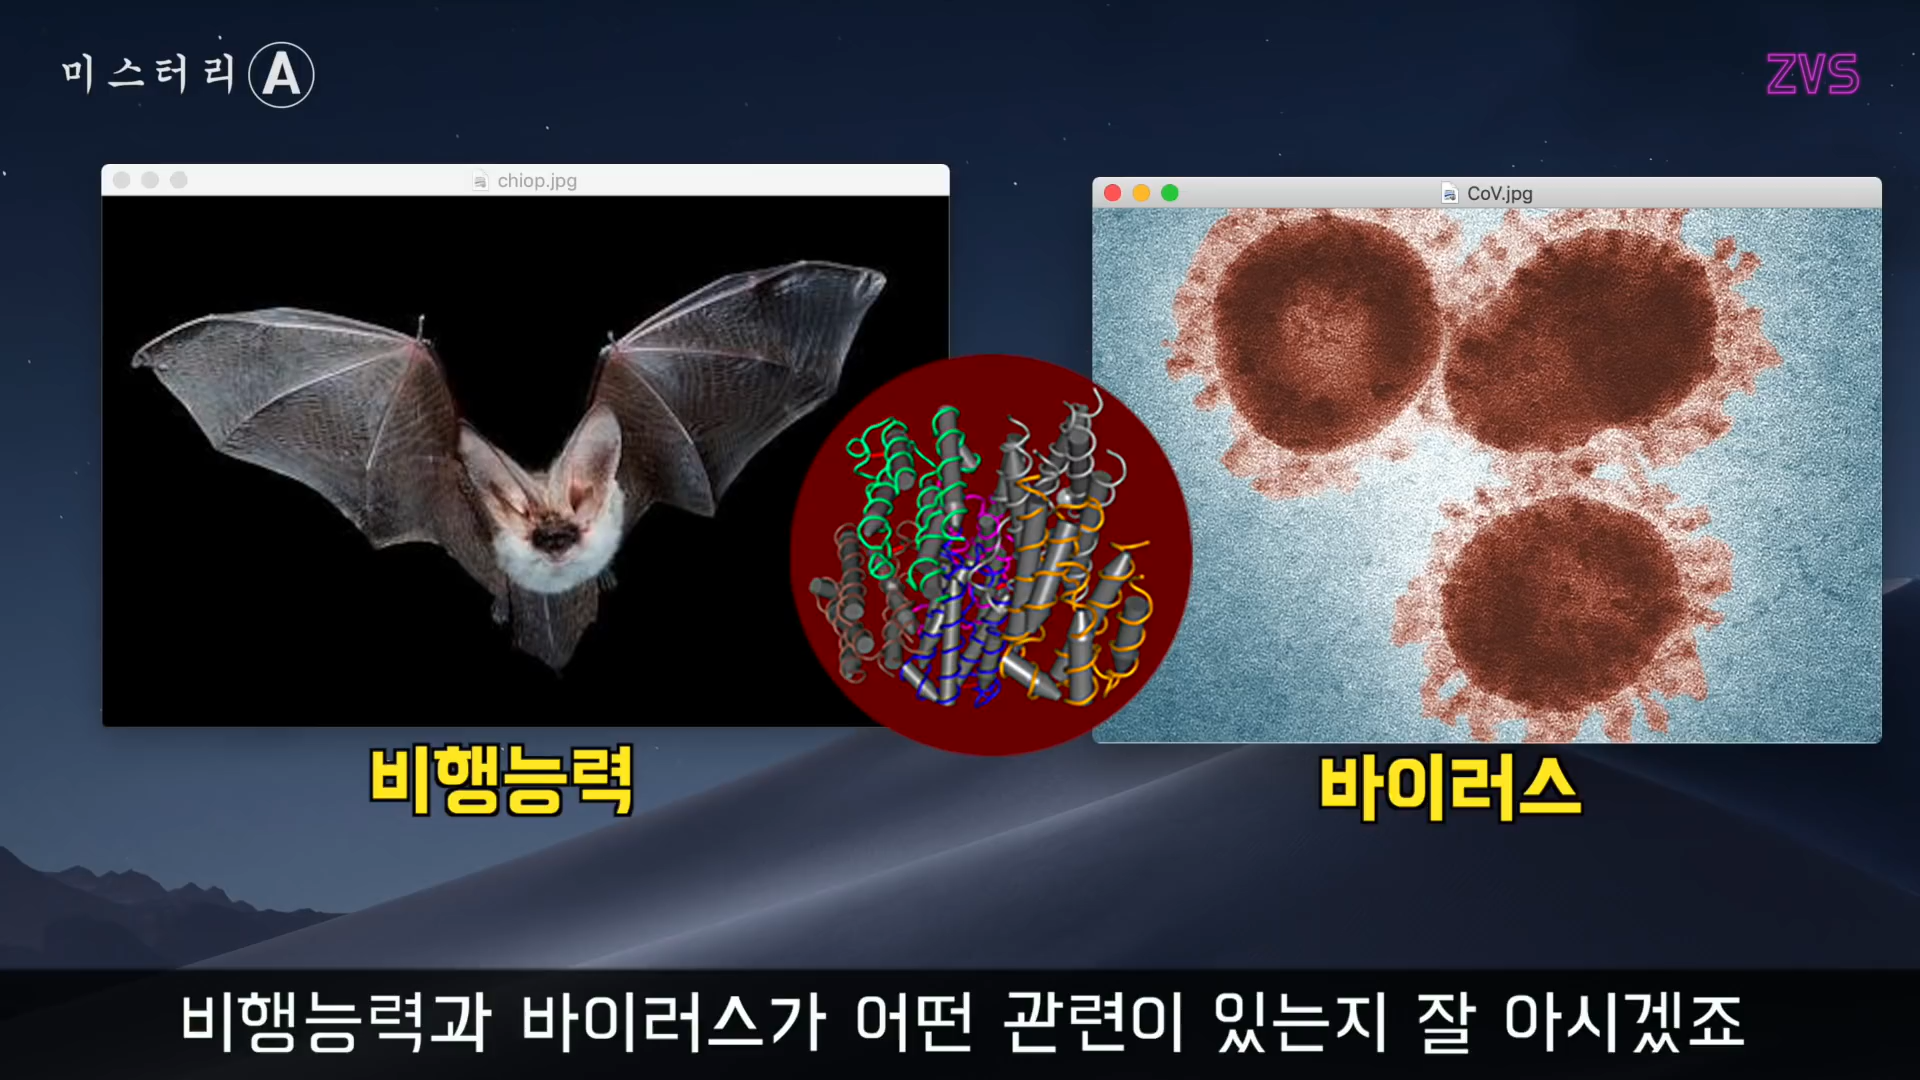 미스터리 A
ZVS
chiop.jpg
CoV.jpg
비행능력
바이러스
비행능력과 바이러스가 어떤 관련이 있는지 잘 아시겠죠